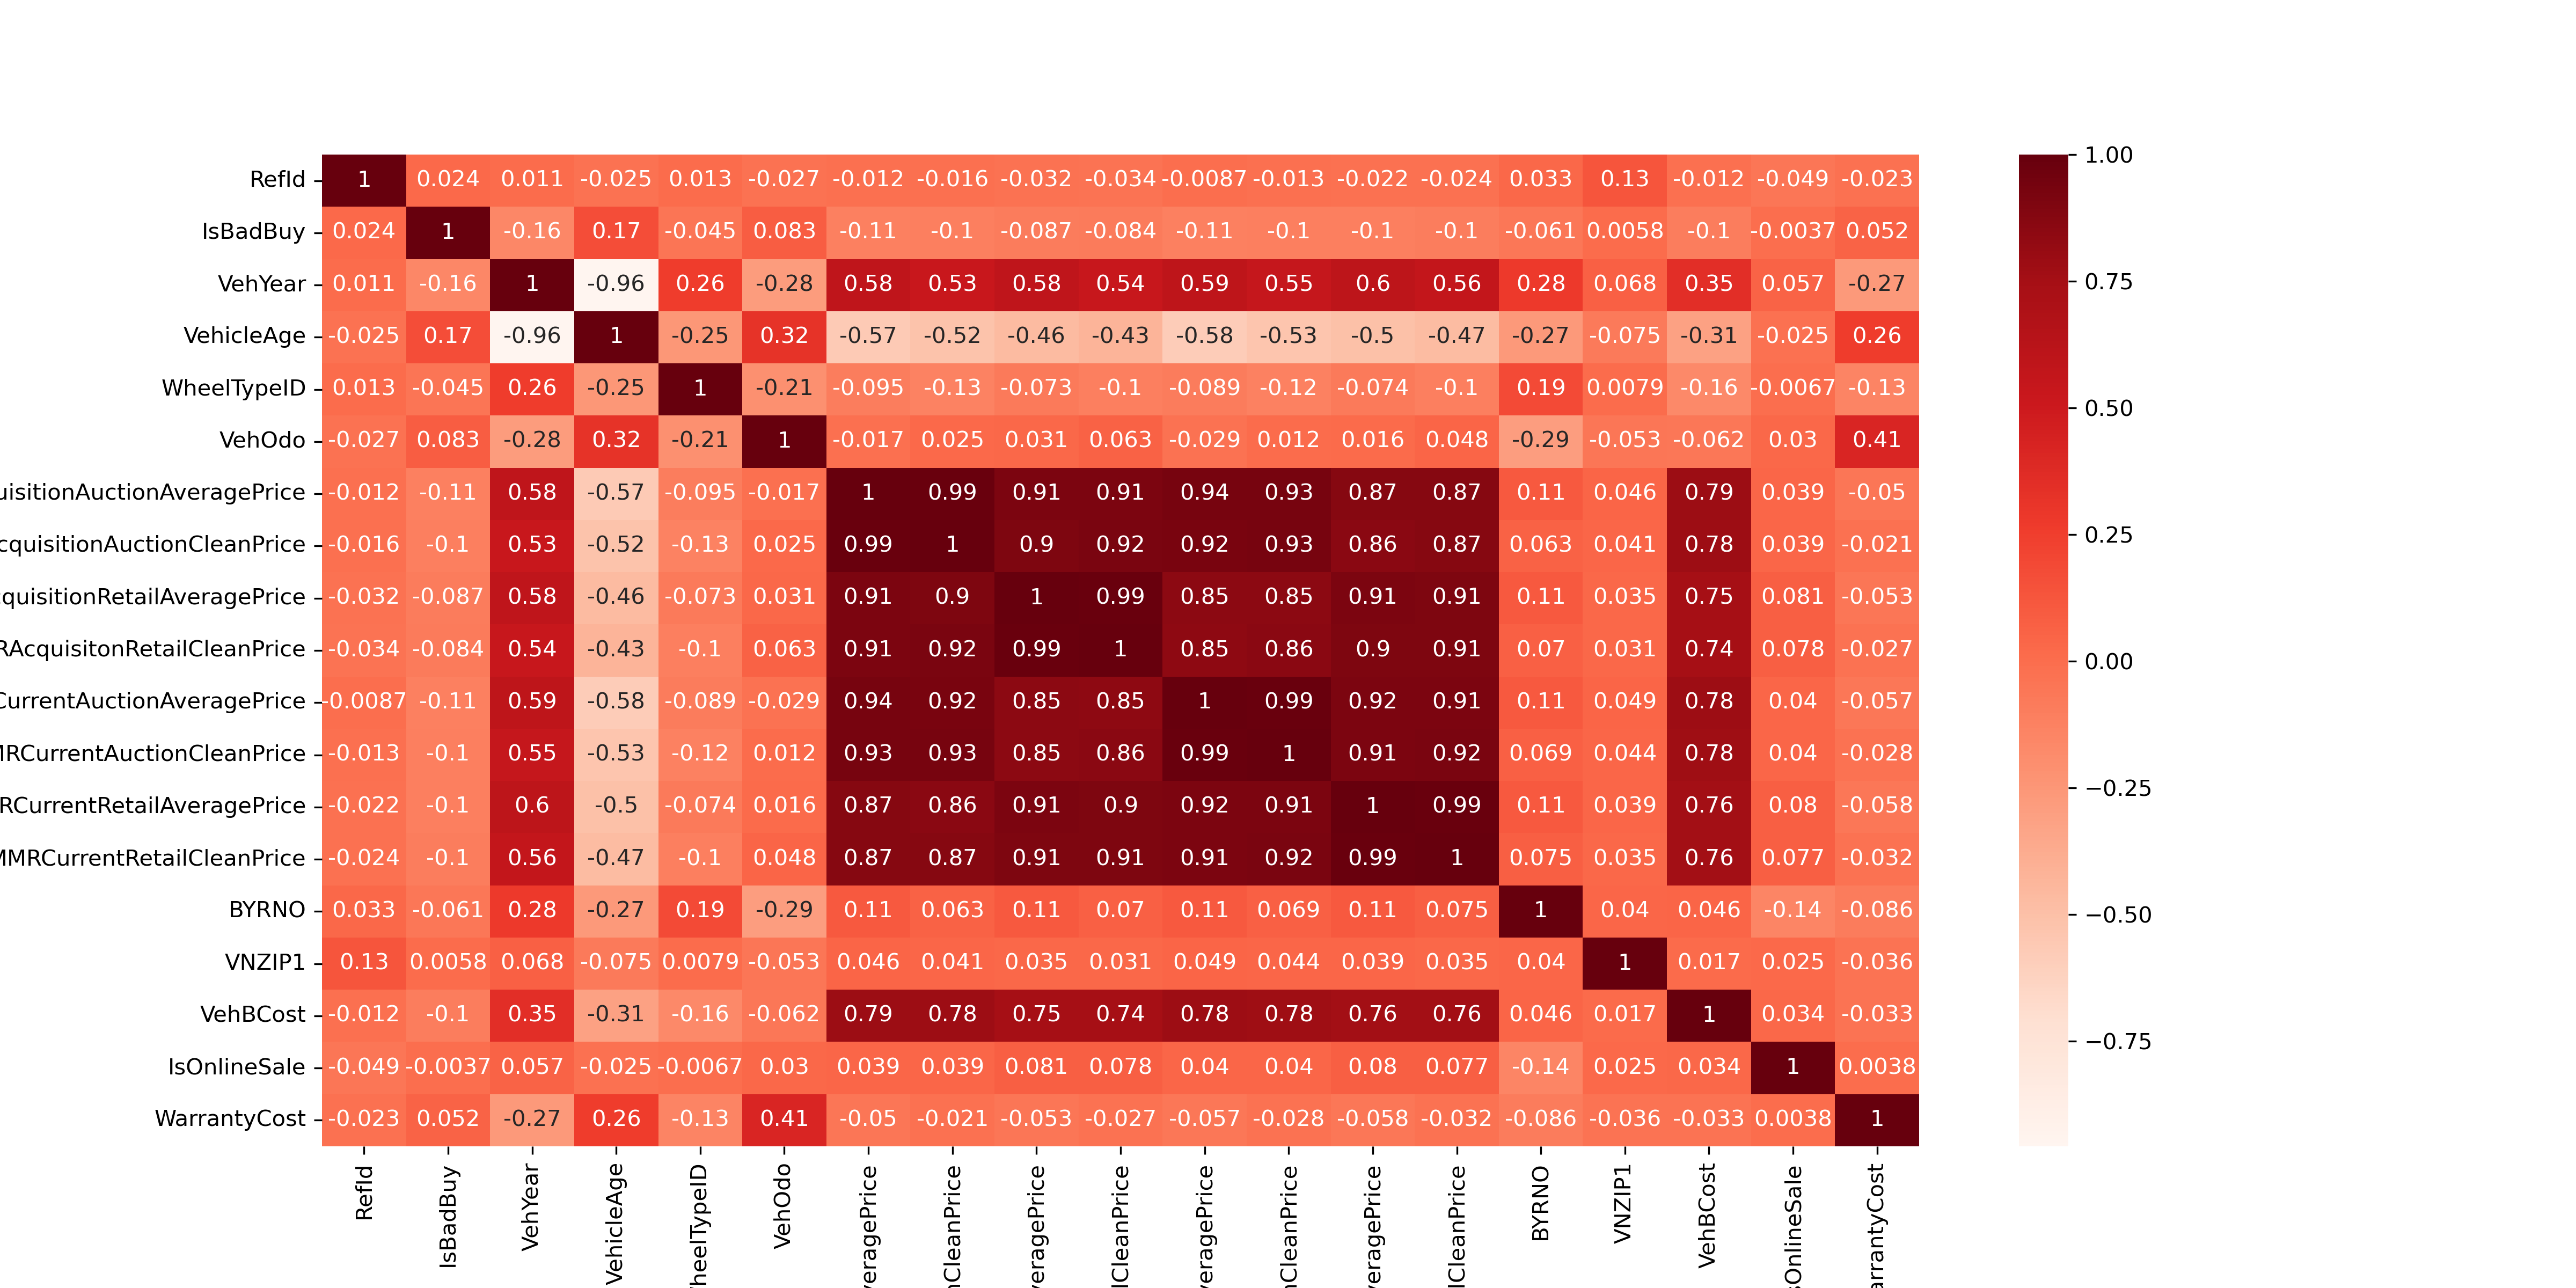 RefId 1 0.024 0.011 -0.025 0.013 -0.027 -0.012 -0.016 -0.032 -0.034 -0.0087 -0.013 -0.022 -0.024 0.033 0.13 -0.012 -0.049 -0.023
IsBadBuy 0.024 1 -0.16 0.17 -0.045 0.083 -0.11 -0.1 -0.087 -0.084 -0.11 -0.1 -0.1 -0.1 -0.061 0.0058 -0.1 -0.0037 0.052
VehYear 0.011 -0.16 1 -0.96 0.26 -0.28 0.58 0.53 0.58 0.54 0.59 0.55 0.6 0.56 0.28 0.068 0.35 0.057 -0.27
VehicleAge -0.025 0.17 -0.96 1 -0.25 0.32 -0.57 -0.52 -0.46 -0.43 -0.58 -0.53 -0.5 -0.47 -0.27 -0.075 -0.31 -0.025 0.26
WheelTypeID 0.013 -0.045 0.26 -0.25 1 -0.21 -0.095 -0.13 -0.073 -0.1 -0.089 -0.12 -0.074 -0.1 0.19 0.0079 -0.16 -0.0067 -0.13
VehOdo -0.027 0.083 -0.28 0.32 -0.21 1 -0.017 0.025 0.031 0.063 -0.029 0.012 0.016 0.048 -0.29 -0.053 -0.062 0.03 0.41
uisitionAuctionAveragePrice -0.012 -0.11 0.58 -0.57 -0.095 -0.017 1 0.99 0.91 0.91 0.94 0.93 0.87 0.87 0.11 0.046 0.79 0.039 -0.05
cquisitionAuctionCleanPrice -0.016 -0.1 0.53 -0.52 -0.13 0.025 0.99 1 0.9 0.92 0.92 0.93 0.86 0.87 0.063 0.041 0.78 0.039 -0.021
quisitionRetailAveragePrice -0.032 -0.087 0.58 -0.46 -0.073 0.031 0.91 0.9 1 0.99 0.85 0.85 0.91 0.91 0.11 0.035 0.75 0.081 -0.053
RAcquisitonRetailCleanPrice -0.034 -0.084 0.54 -0.43 -0.1 0.063 0.91 0.92 0.99 1 0.85 0.86 0.9 0.91 0.07 0.031 0.74 0.078 -0.027
CurrentAuctionAveragePrice -0.0087 -0.11 0.59 -0.58 -0.089 -0.029 0.94 0.92 0.85 0.85 1 0.99 0.92 0.91 0.11 0.049 0.78 0.04 -0.057
MRCurrentAuctionCleanPrice -0.013 -0.1 0.55 -0.53 -0.12 0.012 0.93 0.93 0.85 0.86 0.99 1 0.91 0.92 0.069 0.044 0.78 0.04 -0.028
RCurrentRetailAveragePrice -0.022 -0.1 0.6 -0.5 -0.074 0.016 0.87 0.86 0.91 0.9 0.92 0.91 1 0.99 0.11 0.039 0.76 0.08 -0.058
MMRCurrentRetailCleanPrice -0.024 -0.1 0.56 -0.47 -0.1 0.048 0.87 0.87 0.91 0.91 0.91 0.92 0.99 1 0.075 0.035 0.76 0.077 -0.032
BYRNO 0.033 -0.061 0.28 -0.27 0.19 -0.29 0.11 0.063 0.11 0.07 0.11 0.069 0.11 0.075 1 0.04 0.046 -0.14 -0.086
VNZIP1 0.13 0.0058 0.068 -0.075 0.0079 -0.053 0.046 0.041 0.035 0.031 0.049 0.044 0.039 0.035 0.04 1 0.017 0.025 -0.036
VehBCost -0.012 -0.1 0.35 -0.31 -0.16 -0.062 0.79 0.78 0.75 0.74 0.78 0.78 0.76 0.76 0.046 0.017 1 0.034 -0.033
IsOnlineSale -0.049 -0.0037 0.057 -0.025 -0.0067 0.03 0.039 0.039 0.081 0.078 0.04 0.04 0.08 0.077 -0.14 0.025 0.034 1 0.0038
WarrantyCost -0.023 0.052 -0.27 0.26 -0.13 0.41 -0.05 -0.021 -0.053 -0.027 -0.057 -0.028 -0.058 -0.032 -0.086 -0.036 -0.033 0.0038 1
RefId
IsBadBuy
VehYear
VehicleAge
heelTypeID
VehOdo
veragePrice
nCleanPrice
veragePrice
lCleanPrice
veragePrice
nCleanPrice
veragePrice
lCleanPrice
BYRNO
VNZIP1
VehBCost
sOnlineSale
arrantyCost
1.00
0.75
0.50
0.25
0.00
−0.25
−0.50
−0.75